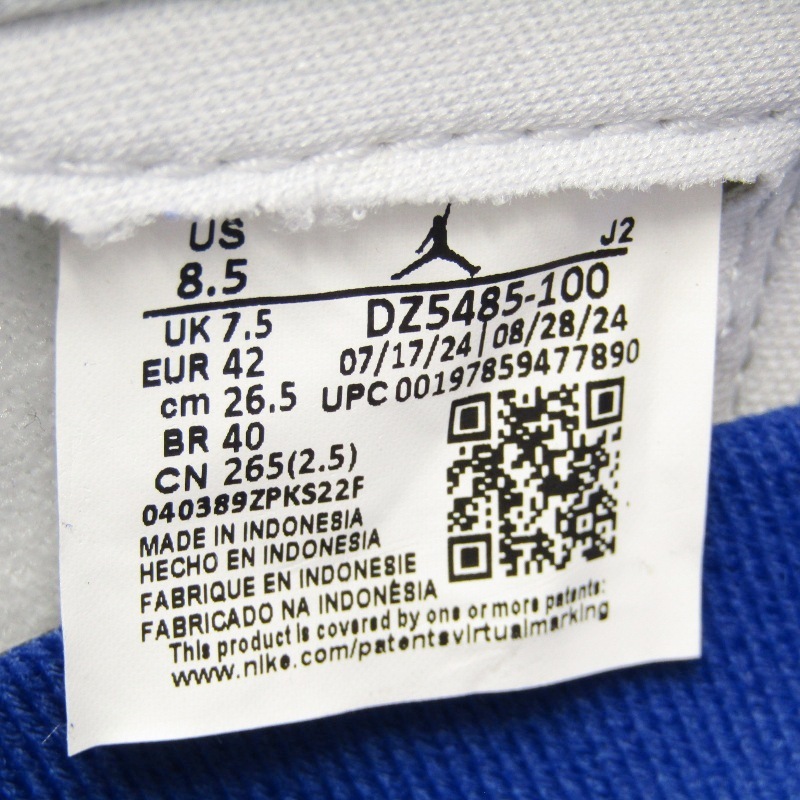 US
8.5
J2
UK 7.5
EUR 42
cm 26.5
BR 40
CN 265(2.5)
DZ5485-100
07/17/24|08/28/24
UPC 00197859477890
040389ZPKS22F
MADE IN INDONESIA
HECHO EN INDONESIA
FABRIQUE EN INDONESIE
FABRICADO NA INDONÉSIA
This product is covered by one or more patents:
www.nike.com/patentsvirtualmarking